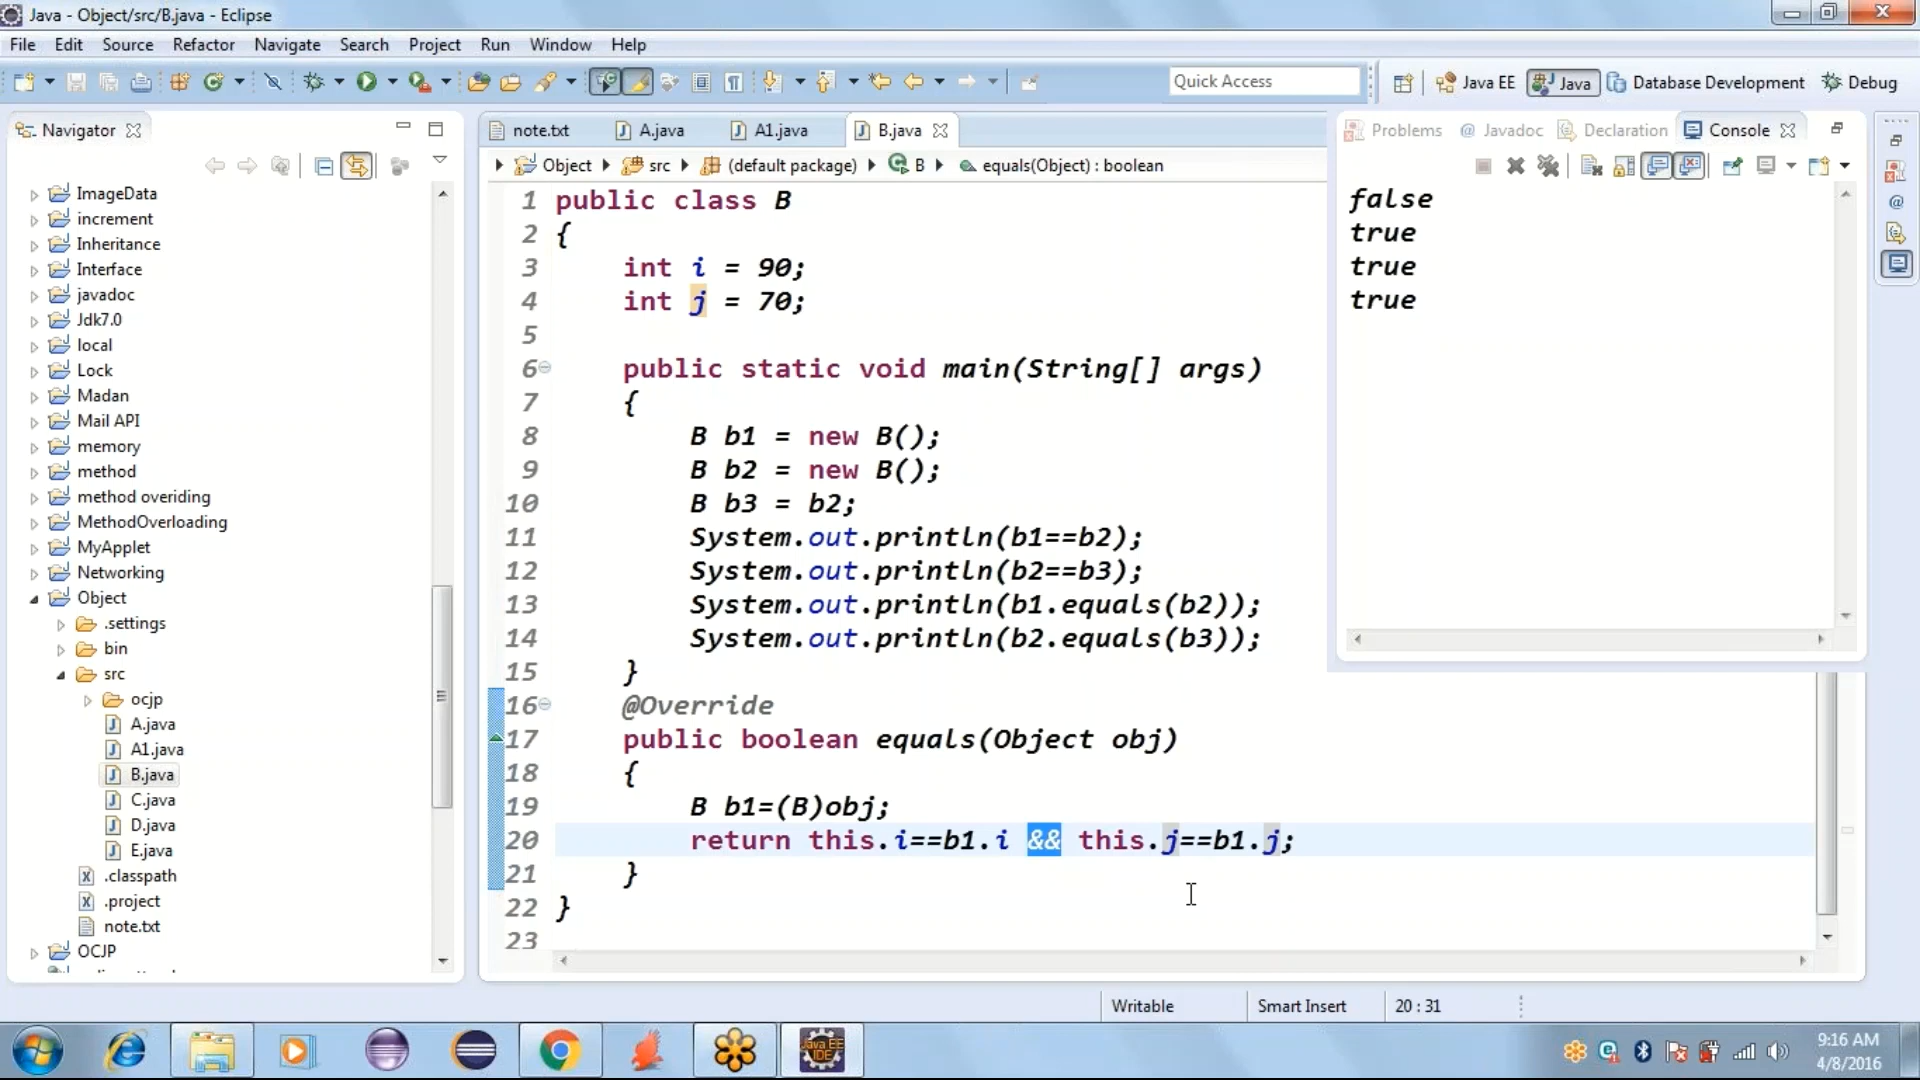 Java - Object/src/B.java - Eclipse
File Edit Source Refactor Navigate Search Project Run Window Help
Quick Access
Java EE
Java
Database Development
Debug
Navigator
ImageData
increment
Inheritance
Interface
javadoc
Jdk7.0
local
Lock
Madan
Mail API
memory
method
method overiding
MethodOverloading
MyApplet
Networking
Object
.settings
bin
src
ocjp
A.java
A1.java
B.java
C.java
D.java
E.java
.classpath
.project
note.txt
OCJP
note.txt A.java A1.java B.java
Object src (default package) B equals(Object) : boolean
1 public class B
2 {
3 int i = 90;
4 int j = 70;
5
6 public static void main(String[] args)
7 {
8 B b1 = new B();
9 B b2 = new B();
10 B b3 = b2;
11 System.out.println(b1==b2);
12 System.out.println(b2==b3);
13 System.out.println(b1.equals(b2));
14 System.out.println(b2.equals(b3));
15 }
16 @Override
17 public boolean equals(Object obj)
18 {
19 B b1=(B)obj;
20 return this.i==b1.i && this.j==b1.j;
21 }
22 }
23
Problems @ Javadoc Declaration Console
false
true
true
true
Writable Smart Insert 20 : 31
Java EE
IDE
9:16 AM
4/8/2016